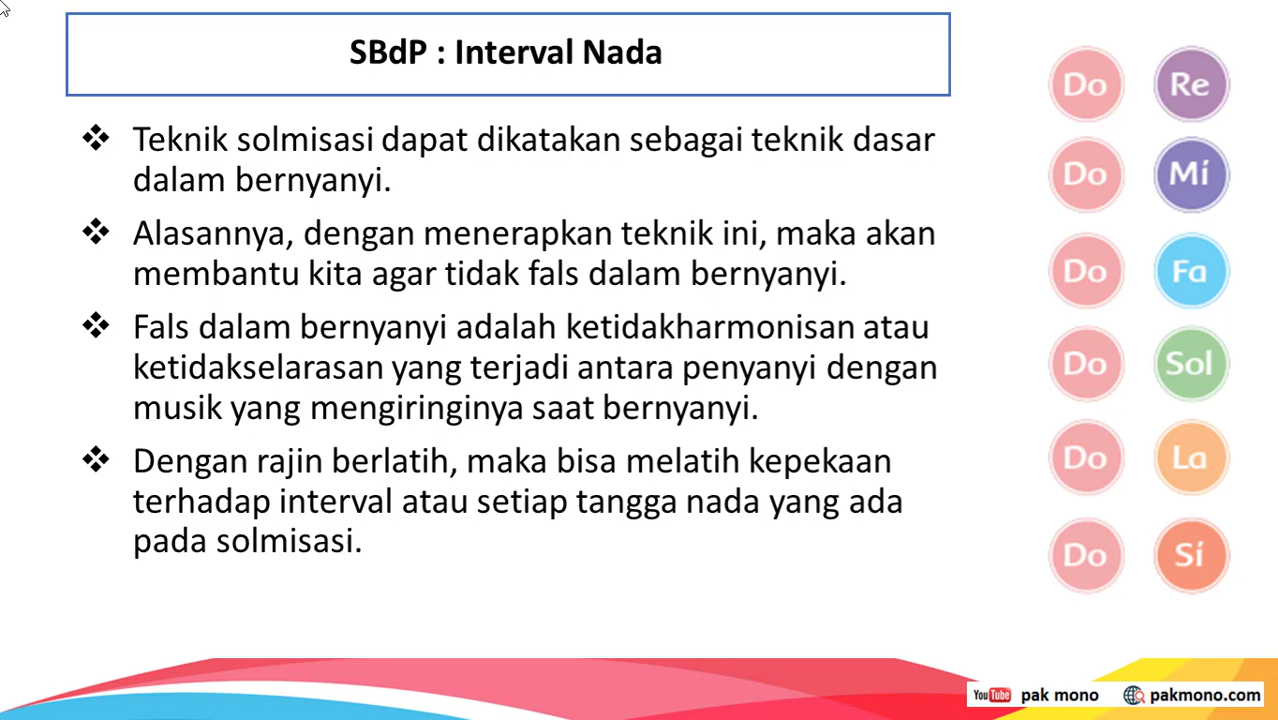 SBdP : Interval Nada
❖ Teknik solmisasi dapat dikatakan sebagai teknik dasar
dalam bernyanyi.
❖ Alasannya, dengan menerapkan teknik ini, maka akan
membantu kita agar tidak fals dalam bernyanyi.
❖ Fals dalam bernyanyi adalah ketidakharmonisan atau
ketidakselarasan yang terjadi antara penyanyi dengan
musik yang mengiringinya saat bernyanyi.
❖ Dengan rajin berlatih, maka bisa melatih kepekaan
terhadap interval atau setiap tangga nada yang ada
pada solmisasi.
Do Re
Do Mí
Do Fa
Do Sol
Do La
Do Sí
YouTube pak mono pakmono.com